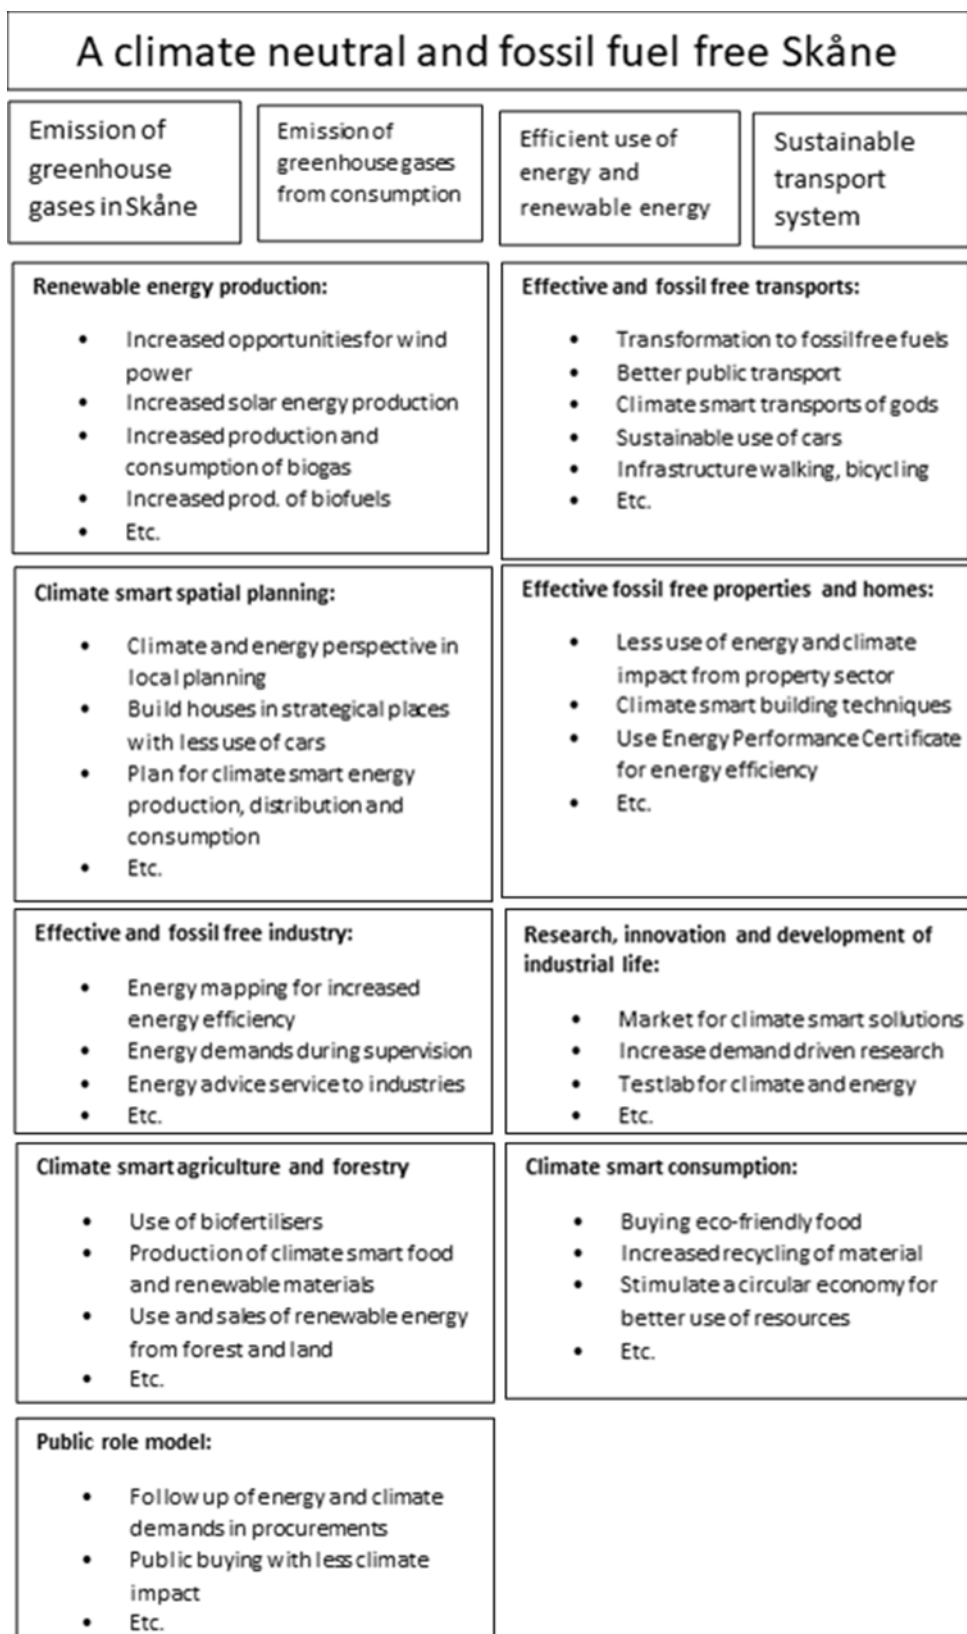 A climate neutral and fossil fuel free Skåne
Emission of
greenhouse
gases in Skåne
Emission of
greenhouse gases
from consumption
Efficient use of
energy and
renewable energy
Sustainable
transport
system
Renewable energy production:
• Increased opportunities for wind
power
• Increased solar energy production
• Increased production and
consumption of biogas
• Increased prod. of biofuels
• Etc.
Effective and fossil free transports:
• Transformation to fossil free fuels
• Better public transport
• Climate smart transports of gods
• Sustainable use of cars
• Infrastructure walking, bicycling
• Etc.
Climate smart spatial planning:
• Climate and energy perspective in
local planning
• Build houses in strategical places
with less use of cars
• Plan for climate smart energy
production, distribution and
consumption
• Etc.
Effective fossil free properties and homes:
• Less use of energy and climate
impact from property sector
• Climate smart building techniques
• Use Energy Performance Certificate
for energy efficiency
• Etc.
Effective and fossil free industry:
• Energy mapping for increased
energy efficiency
• Energy demands during supervision
• Energy advice service to industries
• Etc.
Research, innovation and development of
industrial life:
• Market for climate smart sollutions
• Increase demand driven research
• Testlab for climate and energy
• Etc.
Climate smart agriculture and forestry
• Use of biofertilisers
• Production of climate smart food
and renewable materials
• Use and sales of renewable energy
from forest and land
• Etc.
Climate smart consumption:
• Buying eco-friendly food
• Increased recycling of material
• Stimulate a circular economy for
better use of resources
• Etc.
Public role model:
• Follow up of energy and climate
demands in procurements
• Public buying with less climate
impact
• Etc.